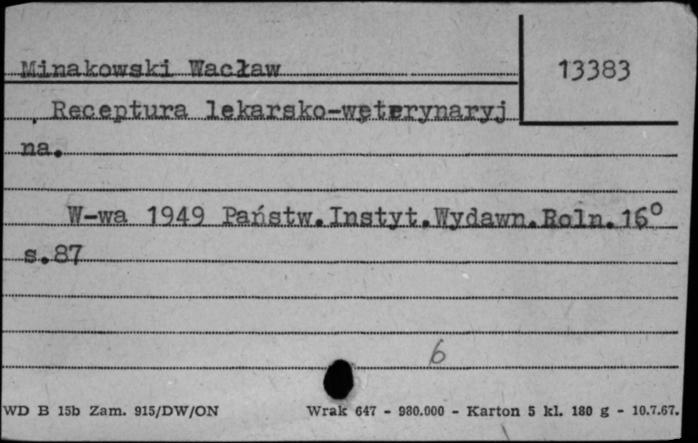 Minakowski Wacław
13383
Receptura lekarsko-weterynaryj
na.
W-wa 1949 Państw.Instyt.Wydawn.Roln.16°
s.87
6
WD B 15b Zam. 915/DW/ON
Wrak 647 - 980.000 - Karton 5 kl. 180 g - 10.7.67.